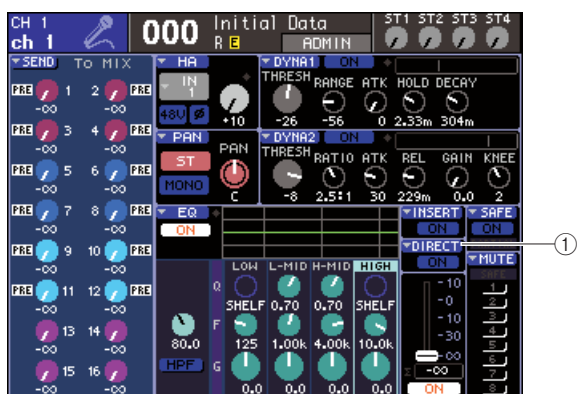 CH 1
ch 1
000
Initial Data
R E
ADMIN
ST1 ST2 ST3 ST4
SEND To MIX
PRE 1 2 PRE
-∞ -∞
PRE 3 4 PRE
-∞ -∞
PRE 5 6 PRE
-∞ -∞
PRE 7 8 PRE
-∞ -∞
PRE 9 10 PRE
-∞ -∞
PRE 11 12 PRE
-∞ -∞
13 14
-∞ -∞
15 16
-∞ -∞
HA
IN
1
48V Ø
+10
DYNA1 ON
THRESH RANGE ATK HOLD DECAY
-26 -56 0 2.33m 304m
PAN
ST
MONO
PAN
C
DYNA2 ON
THRESH RATIO ATK REL GAIN KNEE
-8 2.5:1 30 229m 0.0 2
EQ
ON
LOW L-MID H-MID HIGH
Q
SHELF 0.70 0.70 SHELF
F
80.0 125 1.00k 4.00k 10.0k
HPF G
0.0 0.0 0.0 0.0
INSERT
ON
SAFE
ON
DIRECT
ON
MUTE
SAFE
-10
-0
-10
-30
-∞
Σ -∞
ON
1
2
3
4
5
6
7
8
1